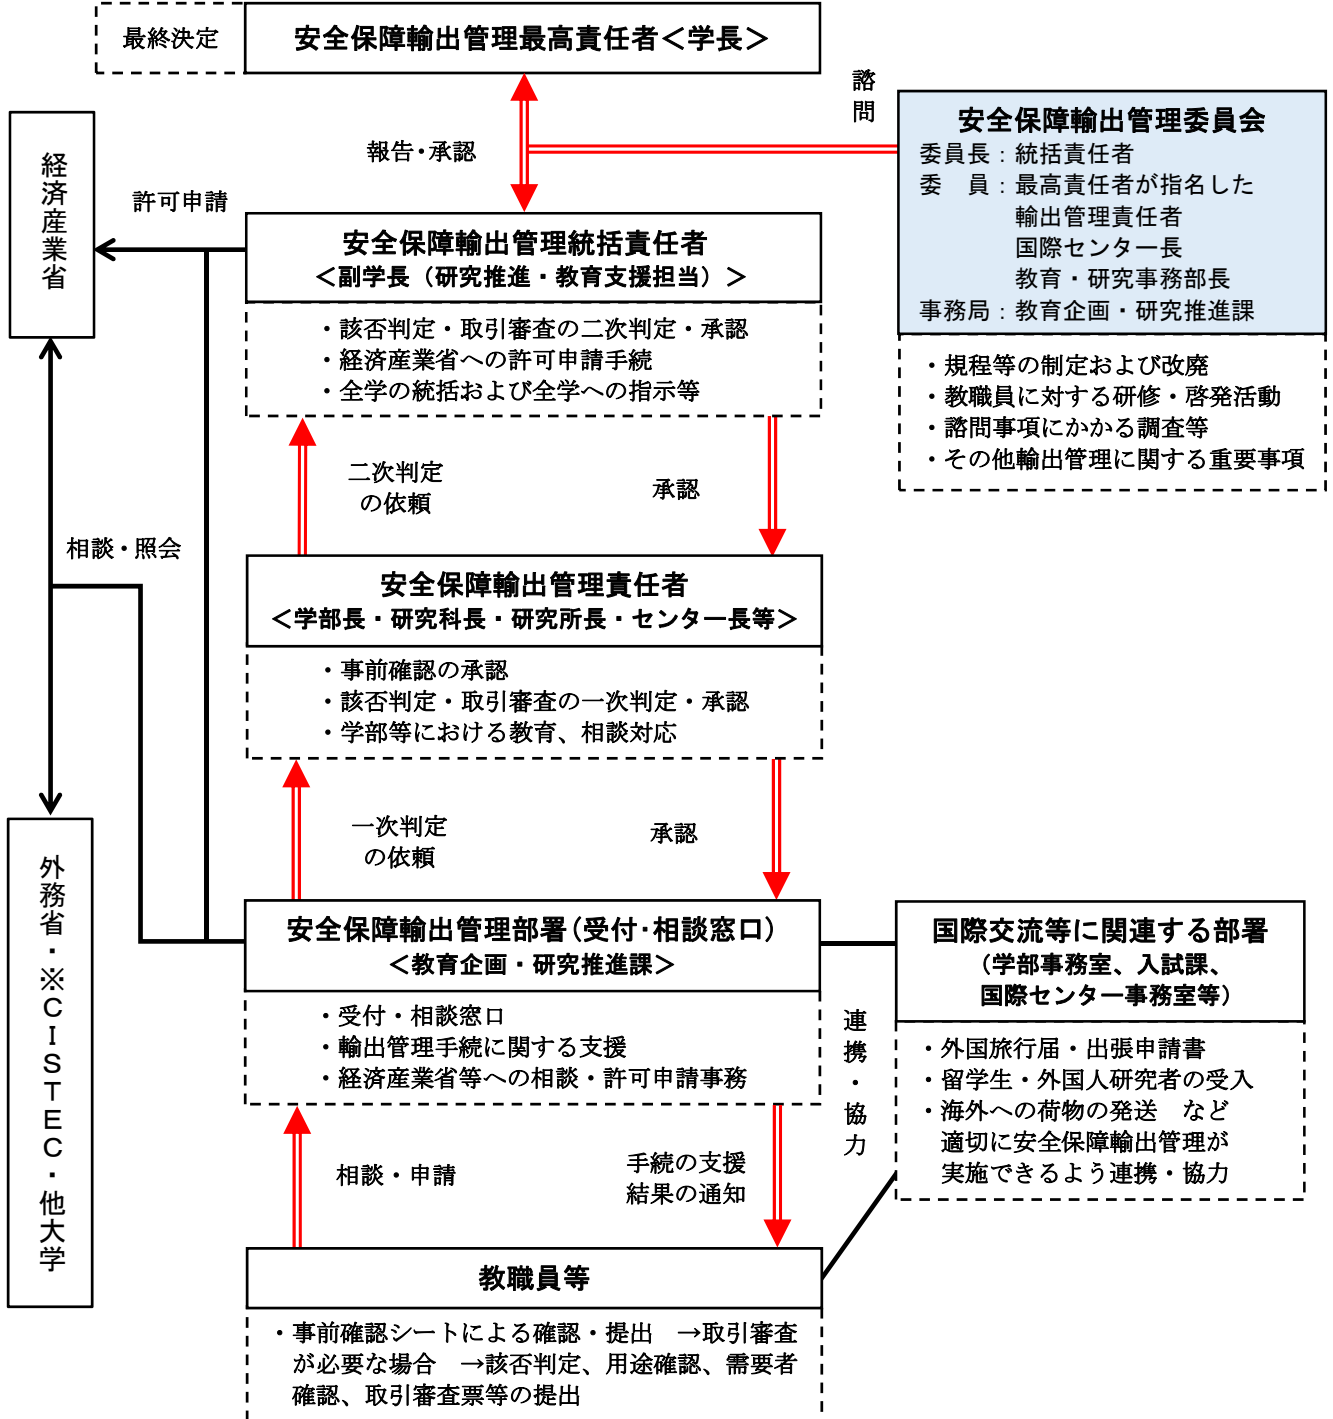 最終決定
安全保障輸出管理最高責任者＜学長＞
諮問
報告・承認
安全保障輸出管理委員会
委員長：統括責任者
委　員：最高責任者が指名した
輸出管理責任者
国際センター長
教育・研究事務部長
事務局：教育企画・研究推進課
・規程等の制定および改廃
・教職員に対する研修・啓発活動
・諮問事項にかかる調査等
・その他輸出管理に関する重要事項
経済産業省
許可申請
安全保障輸出管理統括責任者
＜副学長（研究推進・教育支援担当）＞
・該否判定・取引審査の二次判定・承認
・経済産業省への許可申請手続
・全学の統括および全学への指示等
二次判定
の依頼
承認
相談・照会
安全保障輸出管理責任者
＜学部長・研究科長・研究所長・センター長等＞
・事前確認の承認
・該否判定・取引審査の一次判定・承認
・学部等における教育、相談対応
一次判定
の依頼
承認
外務省・※ＣＩＳＴＥＣ・他大学
安全保障輸出管理部署（受付・相談窓口）
＜教育企画・研究推進課＞
・受付・相談窓口
・輸出管理手続に関する支援
・経済産業省等への相談・許可申請事務
連携・協力
国際交流等に関連する部署
（学部事務室、入試課、
国際センター事務室等）
・外国旅行届・出張申請書
・留学生・外国人研究者の受入
・海外への荷物の発送　など
適切に安全保障輸出管理が
実施できるよう連携・協力
相談・申請
手続の支援
結果の通知
教職員等
・事前確認シートによる確認・提出　→取引審査
が必要な場合　→該否判定、用途確認、需要者
確認、取引審査票等の提出